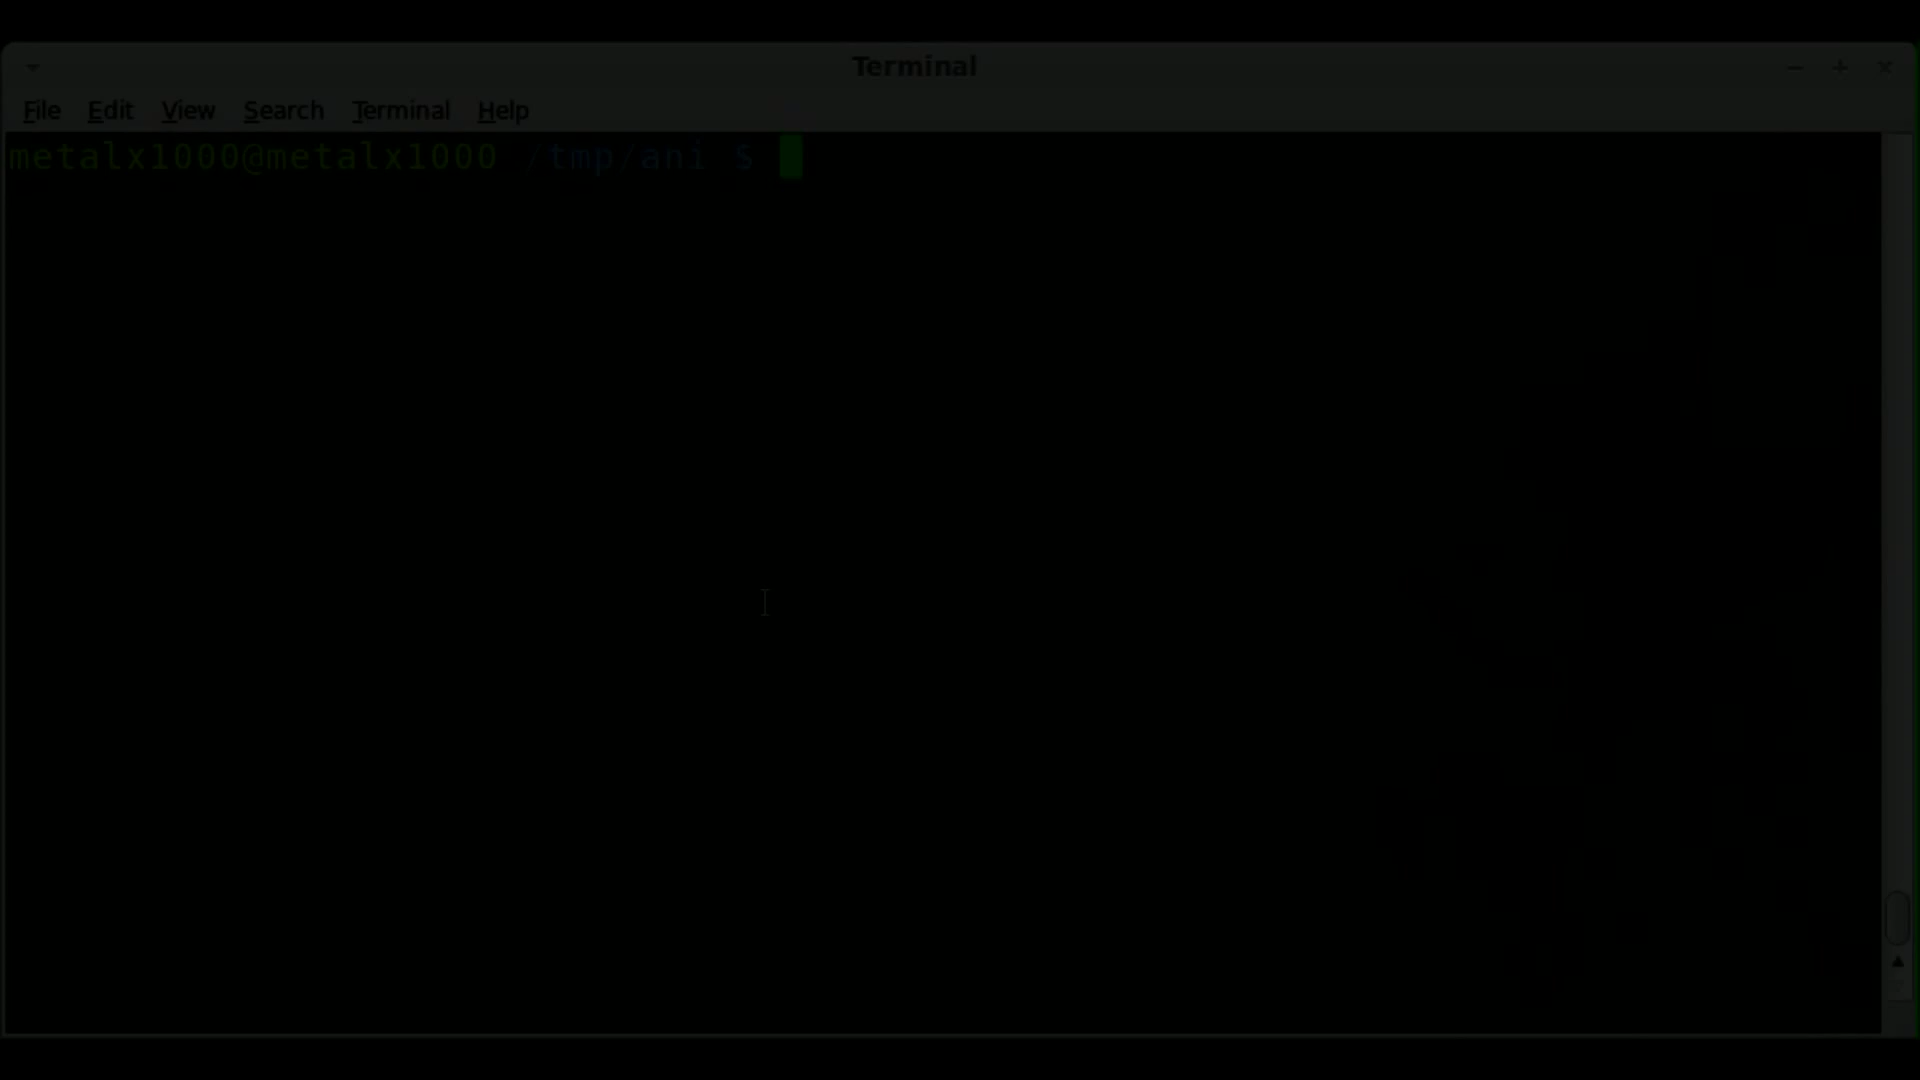 Terminal
File Edit View Search Terminal Help
metalx1000@metalx1000 /tmp/ani $